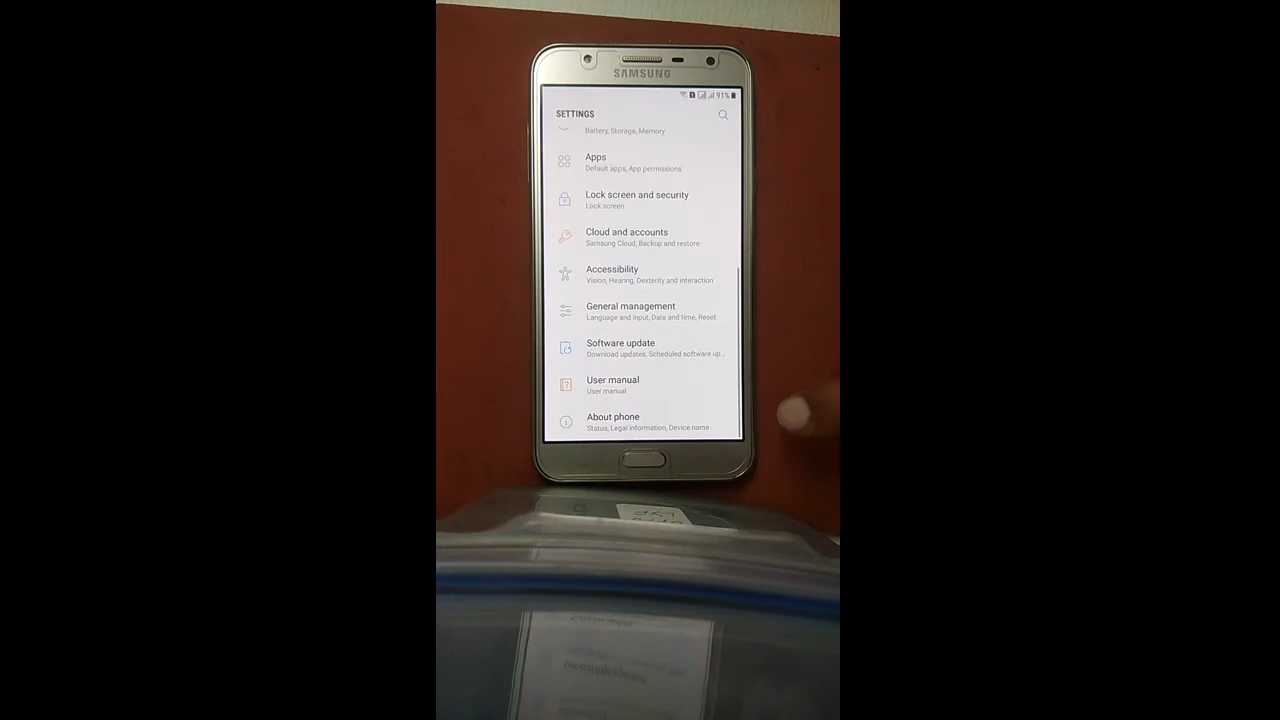 SAMSUNG
91%
SETTINGS
Battery, Storage, Memory
Apps
Default apps, App permissions
Lock screen and security
Lock screen
Cloud and accounts
Samsung Cloud, Backup and restore
Accessibility
Vision, Hearing, Dexterity and interaction
General management
Language and input, Date and time, Reset
Software update
Download updates, Scheduled software up...
User manual
User manual
About phone
Status, Legal information, Device name